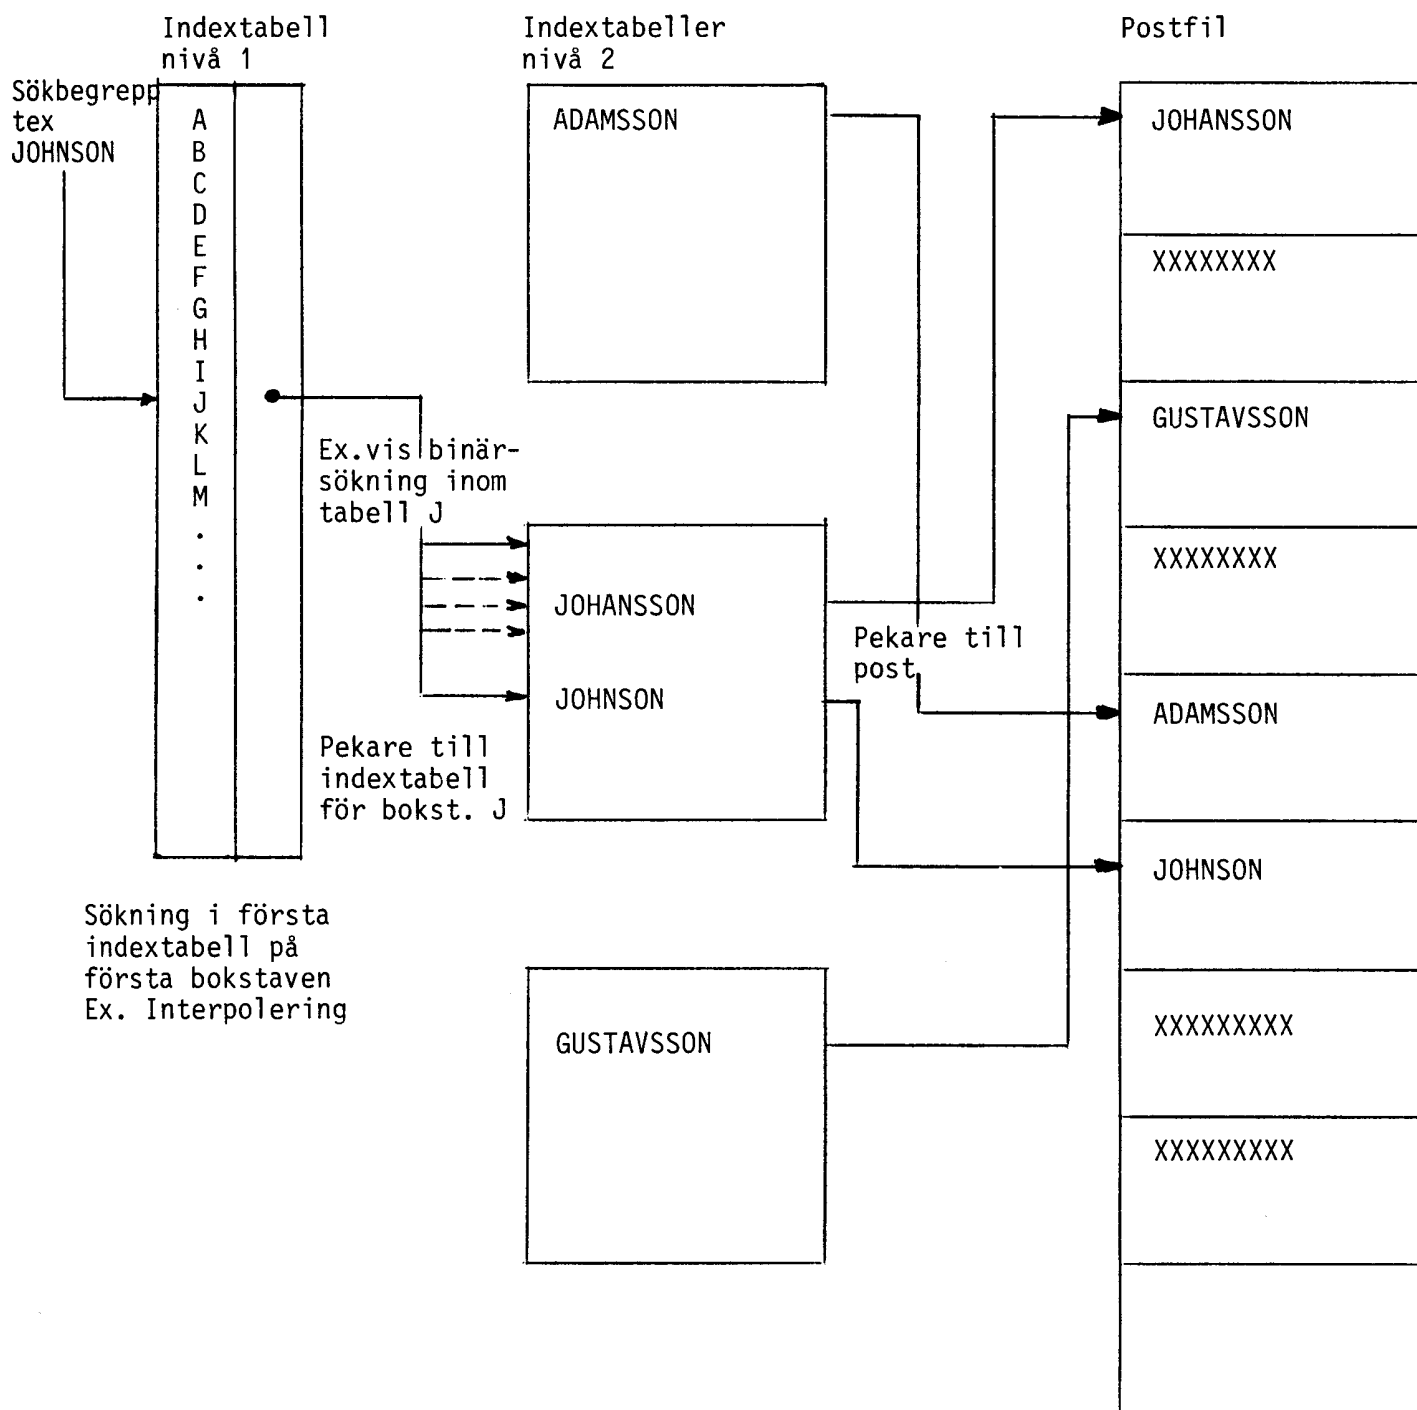 Indextabell
nivå 1
Indextabeller
nivå 2
Postfil
Sökbegrepp
tex
JOHNSON
A
B
C
D
E
F
G
H
I
J
K
L
M
.
.
.
Ex.vis binär-
sökning inom
tabell J
Pekare till
indextabell
för bokst. J
Sökning i första
indextabell på
första bokstaven
Ex. Interpolering
ADAMSSON
JOHANSSON
JOHNSON
GUSTAVSSON
Pekare till
post
JOHANSSON
XXXXXXXX
GUSTAVSSON
XXXXXXXX
ADAMSSON
JOHNSON
XXXXXXXXX
XXXXXXXXX